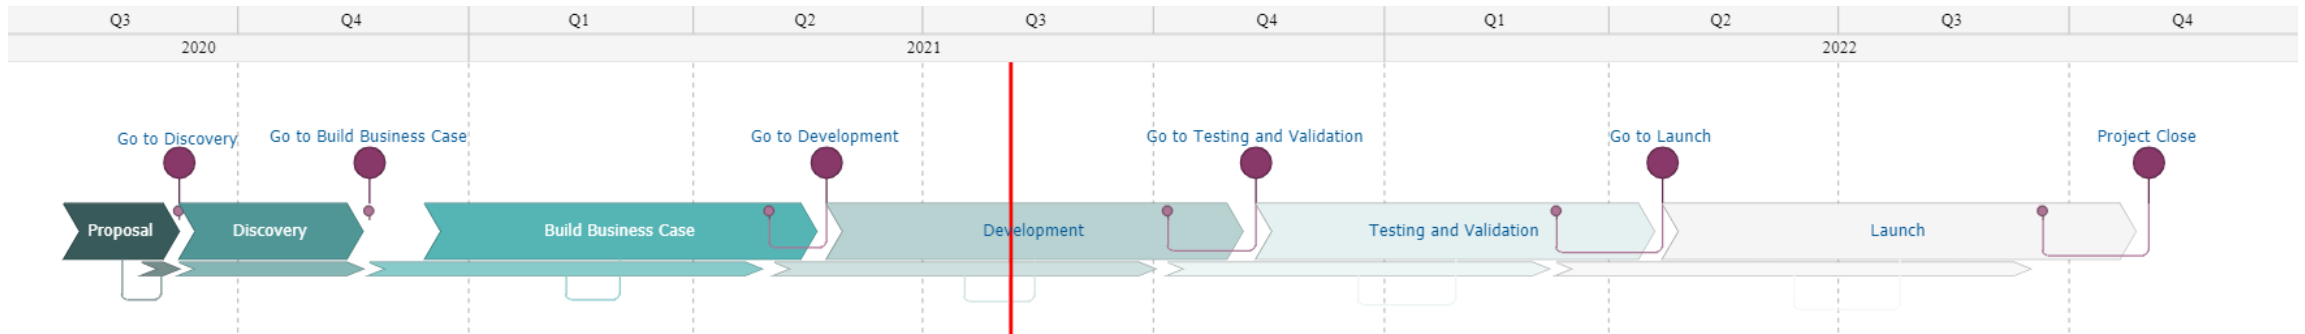 Q3 Q4 Q1 Q2 Q3 Q4 Q1 Q2 Q3 Q4
2020 2021 2022
Go to Discovery Go to Build Business Case Go to Development Go to Testing and Validation Go to Launch Project Close
Proposal Discovery Build Business Case Development Testing and Validation Launch